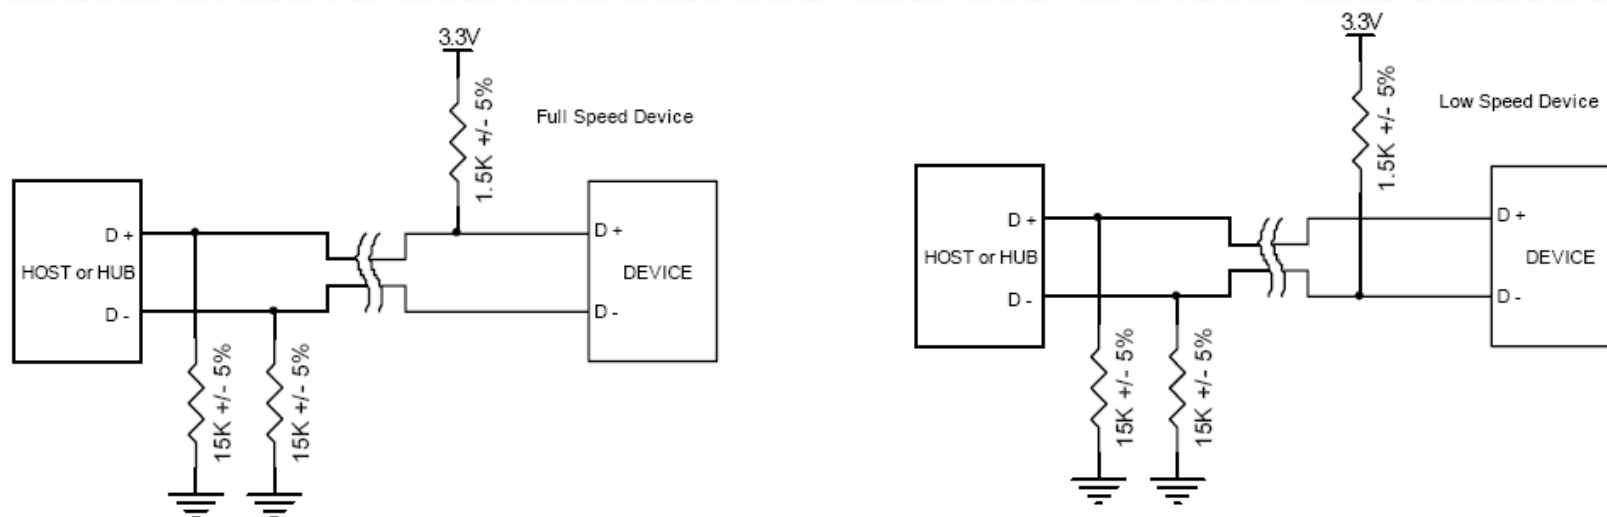 3.3V
1.5K +/- 5%
Full Speed Device
HOST or HUB
D +
D -
15K +/- 5%
15K +/- 5%
D +
DEVICE
D -
3.3V
1.5K +/- 5%
Low Speed Device
HOST or HUB
D +
D -
15K +/- 5%
15K +/- 5%
D +
DEVICE
D -